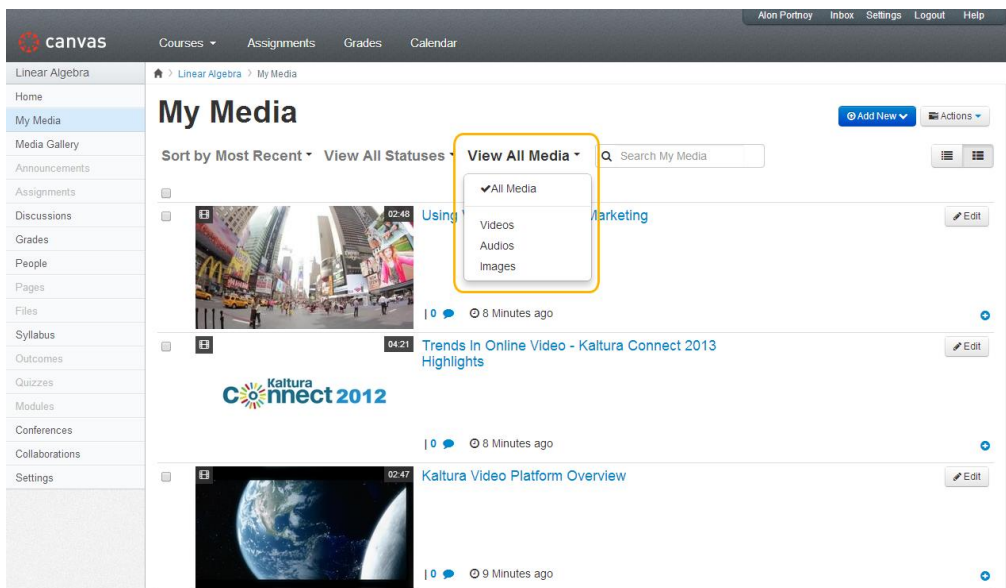 Alon Portnoy Inbox Settings Logout Help
canvas Courses Assignments Grades Calendar
Linear Algebra
Linear Algebra > My Media
Home
My Media
Media Gallery
Announcements
Assignments
Discussions
Grades
People
Pages
Files
Syllabus
Outcomes
Quizzes
Modules
Conferences
Collaborations
Settings
My Media
Add New Actions
Sort by Most Recent View All Statuses View All Media Search My Media
All Media
Videos
Audios
Images
02:48 Using Marketing Edit
| 0 8 Minutes ago
04:21 Trends In Online Video - Kaltura Connect 2013 Edit
Highlights
Kaltura
Connect 2012
| 0 8 Minutes ago
02:47 Kaltura Video Platform Overview Edit
| 0 9 Minutes ago